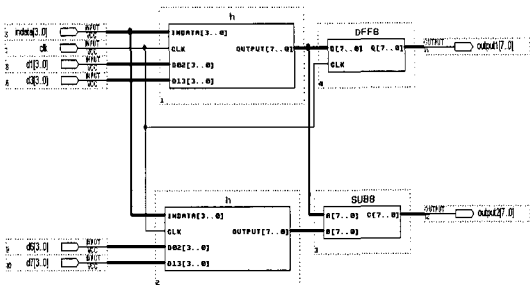 h
DFF8
indata[3..0]
INPUT
VCC
INDATA[3..0]
clk
INPUT
VCC
CLK
OUTPUT[7..0]
D[7..0] Q[7..0]
OUTPUT
output1[7..0]
d1[3..0]
INPUT
VCC
D02[3..0]
CLK
d3[3..0]
INPUT
VCC
D13[3..0]
1
4
h
SUB8
INDATA[3..0]
CLK
OUTPUT[7..0]
A[7..0] C[7..0]
OUTPUT
output2[7..0]
B[7..0]
d5[3..0]
INPUT
VCC
D02[3..0]
3
d7[3..0]
INPUT
VCC
D13[3..0]
2